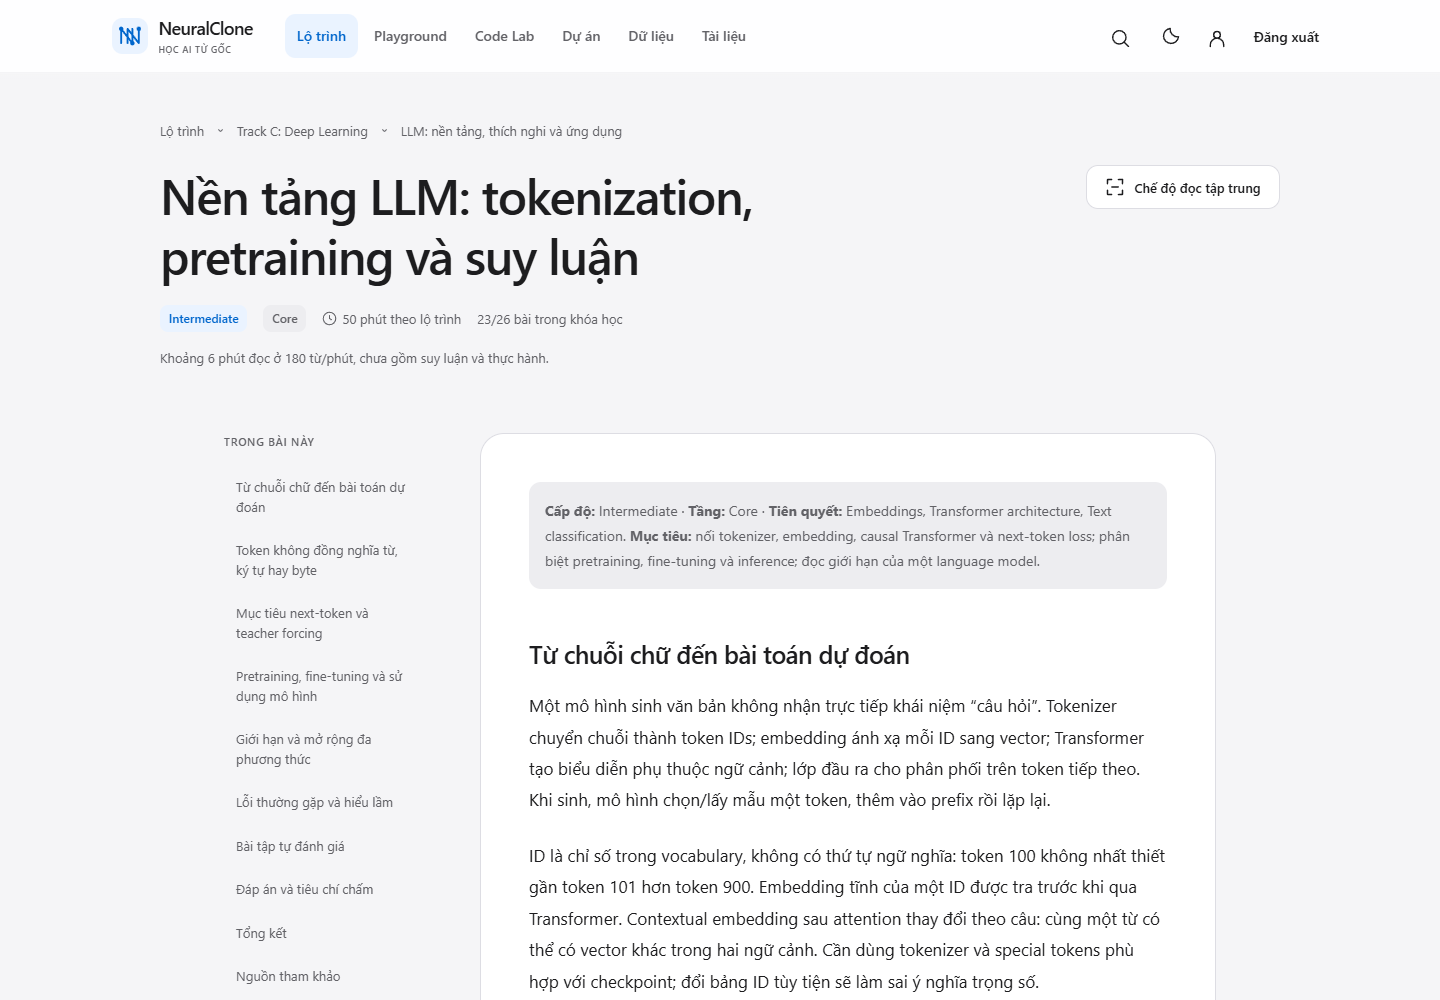 NeuralClone
HỌC AI TỪ GỐC
Lộ trình
Playground
Code Lab
Dự án
Dữ liệu
Tài liệu
Đăng xuất
Lộ trình
Track C: Deep Learning
LLM: nền tảng, thích nghi và ứng dụng
Nền tảng LLM: tokenization,
pretraining và suy luận
Chế độ đọc tập trung
Intermediate
Core
50 phút theo lộ trình
23/26 bài trong khóa học
Khoảng 6 phút đọc ở 180 từ/phút, chưa gồm suy luận và thực hành.
TRONG BÀI NÀY
Từ chuỗi chữ đến bài toán dự
đoán
Token không đồng nghĩa từ,
ký tự hay byte
Mục tiêu next-token và
teacher forcing
Pretraining, fine-tuning và sử
dụng mô hình
Giới hạn và mở rộng đa
phương thức
Lỗi thường gặp và hiểu lầm
Bài tập tự đánh giá
Đáp án và tiêu chí chấm
Tổng kết
Nguồn tham khảo
Cấp độ: Intermediate · Tầng: Core · Tiên quyết: Embeddings, Transformer architecture, Text
classification. Mục tiêu: nối tokenizer, embedding, causal Transformer và next-token loss; phân
biệt pretraining, fine-tuning và inference; đọc giới hạn của một language model.
Từ chuỗi chữ đến bài toán dự đoán
Một mô hình sinh văn bản không nhận trực tiếp khái niệm “câu hỏi”. Tokenizer
chuyển chuỗi thành token IDs; embedding ánh xạ mỗi ID sang vector; Transformer
tạo biểu diễn phụ thuộc ngữ cảnh; lớp đầu ra cho phân phối trên token tiếp theo.
Khi sinh, mô hình chọn/lấy mẫu một token, thêm vào prefix rồi lặp lại.
ID là chỉ số trong vocabulary, không có thứ tự ngữ nghĩa: token 100 không nhất thiết
gần token 101 hơn token 900. Embedding tĩnh của một ID được tra trước khi qua
Transformer. Contextual embedding sau attention thay đổi theo câu: cùng một từ có
thể có vector khác trong hai ngữ cảnh. Cần dùng tokenizer và special tokens phù
hợp với checkpoint; đổi bảng ID tùy tiện sẽ làm sai ý nghĩa trọng số.